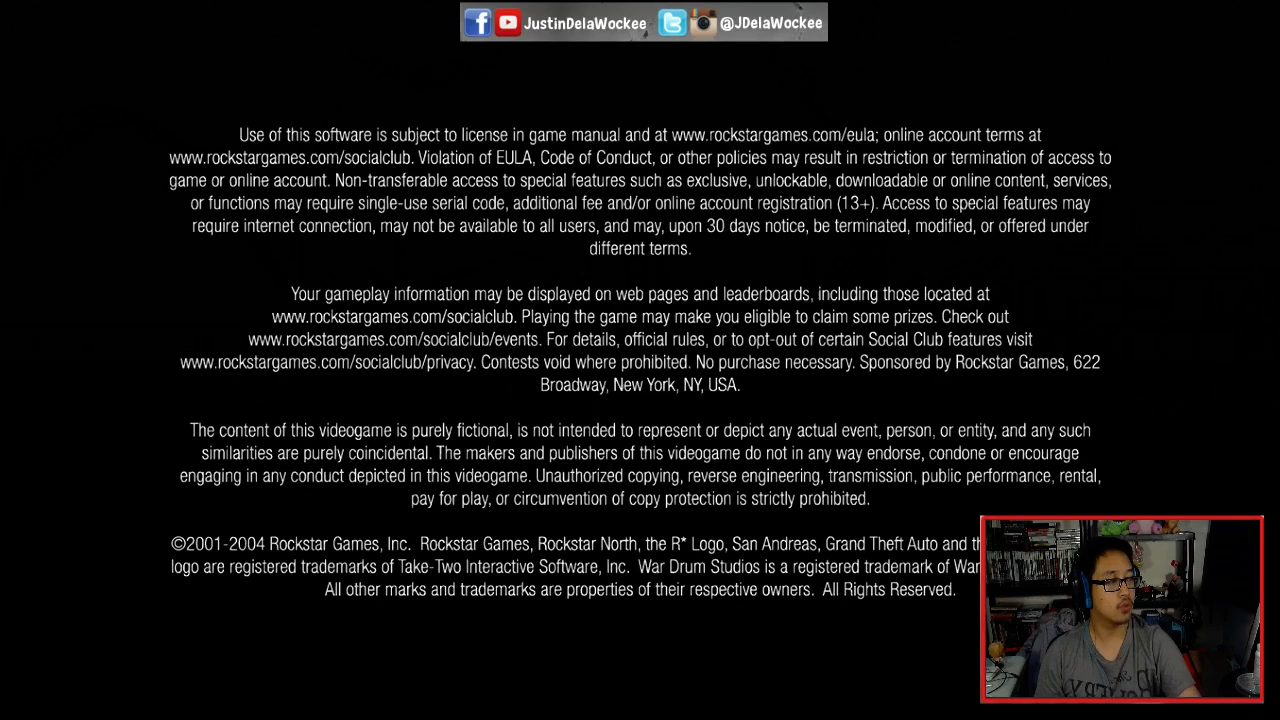 JustinDelaWockee @JDelaWockee
Use of this software is subject to license in game manual and at www.rockstargames.com/eula; online account terms at
www.rockstargames.com/socialclub. Violation of EULA, Code of Conduct, or other policies may result in restriction or termination of access to
game or online account. Non-transferable access to special features such as exclusive, unlockable, downloadable or online content, services,
or functions may require single-use serial code, additional fee and/or online account registration (13+). Access to special features may
require internet connection, may not be available to all users, and may, upon 30 days notice, be terminated, modified, or offered under
different terms.
Your gameplay information may be displayed on web pages and leaderboards, including those located at
www.rockstargames.com/socialclub. Playing the game may make you eligible to claim some prizes. Check out
www.rockstargames.com/socialclub/events. For details, official rules, or to opt-out of certain Social Club features visit
www.rockstargames.com/socialclub/privacy. Contests void where prohibited. No purchase necessary. Sponsored by Rockstar Games, 622
Broadway, New York, NY, USA.
The content of this videogame is purely fictional, is not intended to represent or depict any actual event, person, or entity, and any such
similarities are purely coincidental. The makers and publishers of this videogame do not in any way endorse, condone or encourage
engaging in any conduct depicted in this videogame. Unauthorized copying, reverse engineering, transmission, public performance, rental,
pay for play, or circumvention of copy protection is strictly prohibited.
©2001-2004 Rockstar Games, Inc. Rockstar Games, Rockstar North, the R* Logo, San Andreas, Grand Theft Auto and
logo are registered trademarks of Take-Two Interactive Software, Inc. War Drum Studios is a registered trademark of War
All other marks and trademarks are properties of their respective owners. All Rights Reserved.